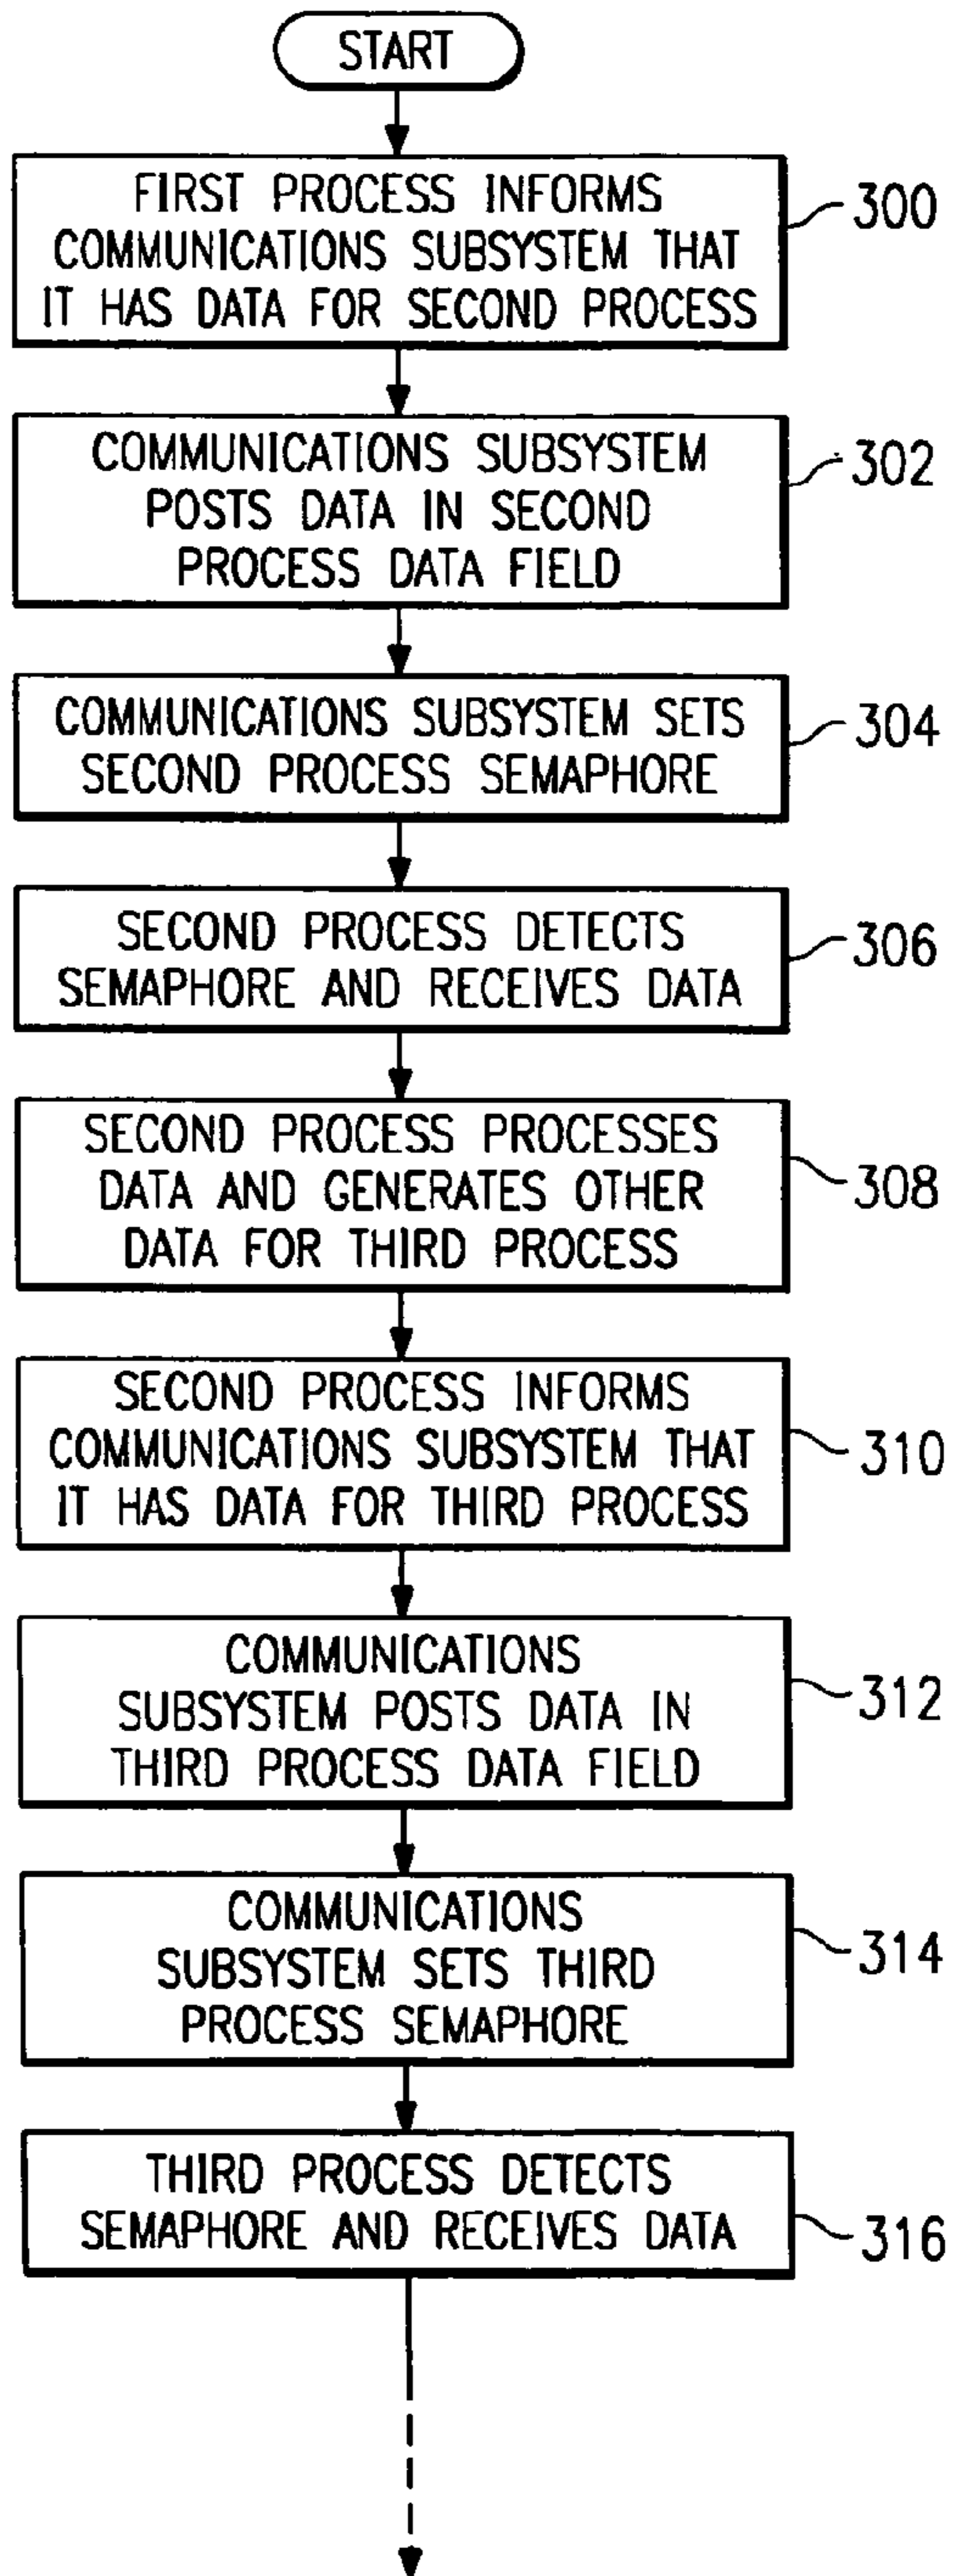 START
FIRST PROCESS INFORMS
COMMUNICATIONS SUBSYSTEM THAT
IT HAS DATA FOR SECOND PROCESS
300
COMMUNICATIONS SUBSYSTEM
POSTS DATA IN SECOND
PROCESS DATA FIELD
302
COMMUNICATIONS SUBSYSTEM SETS
SECOND PROCESS SEMAPHORE
304
SECOND PROCESS DETECTS
SEMAPHORE AND RECEIVES DATA
306
SECOND PROCESS PROCESSES
DATA AND GENERATES OTHER
DATA FOR THIRD PROCESS
308
SECOND PROCESS INFORMS
COMMUNICATIONS SUBSYSTEM THAT
IT HAS DATA FOR THIRD PROCESS
310
COMMUNICATIONS
SUBSYSTEM POSTS DATA IN
THIRD PROCESS DATA FIELD
312
COMMUNICATIONS
SUBSYSTEM SETS THIRD
PROCESS SEMAPHORE
314
THIRD PROCESS DETECTS
SEMAPHORE AND RECEIVES DATA
316